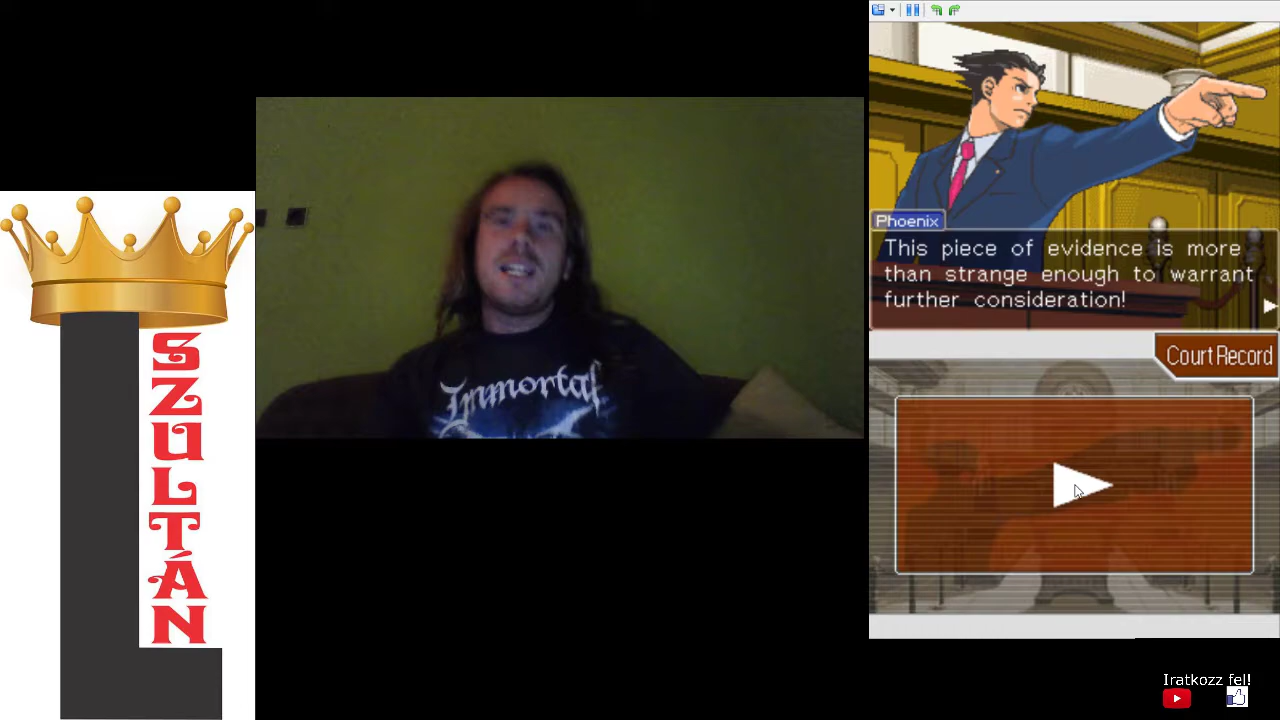 L
SZULTÁN
Immortal
Phoenix
This piece of evidence is more
than strange enough to warrant
further consideration!
Court Record
Iratkozz fel!